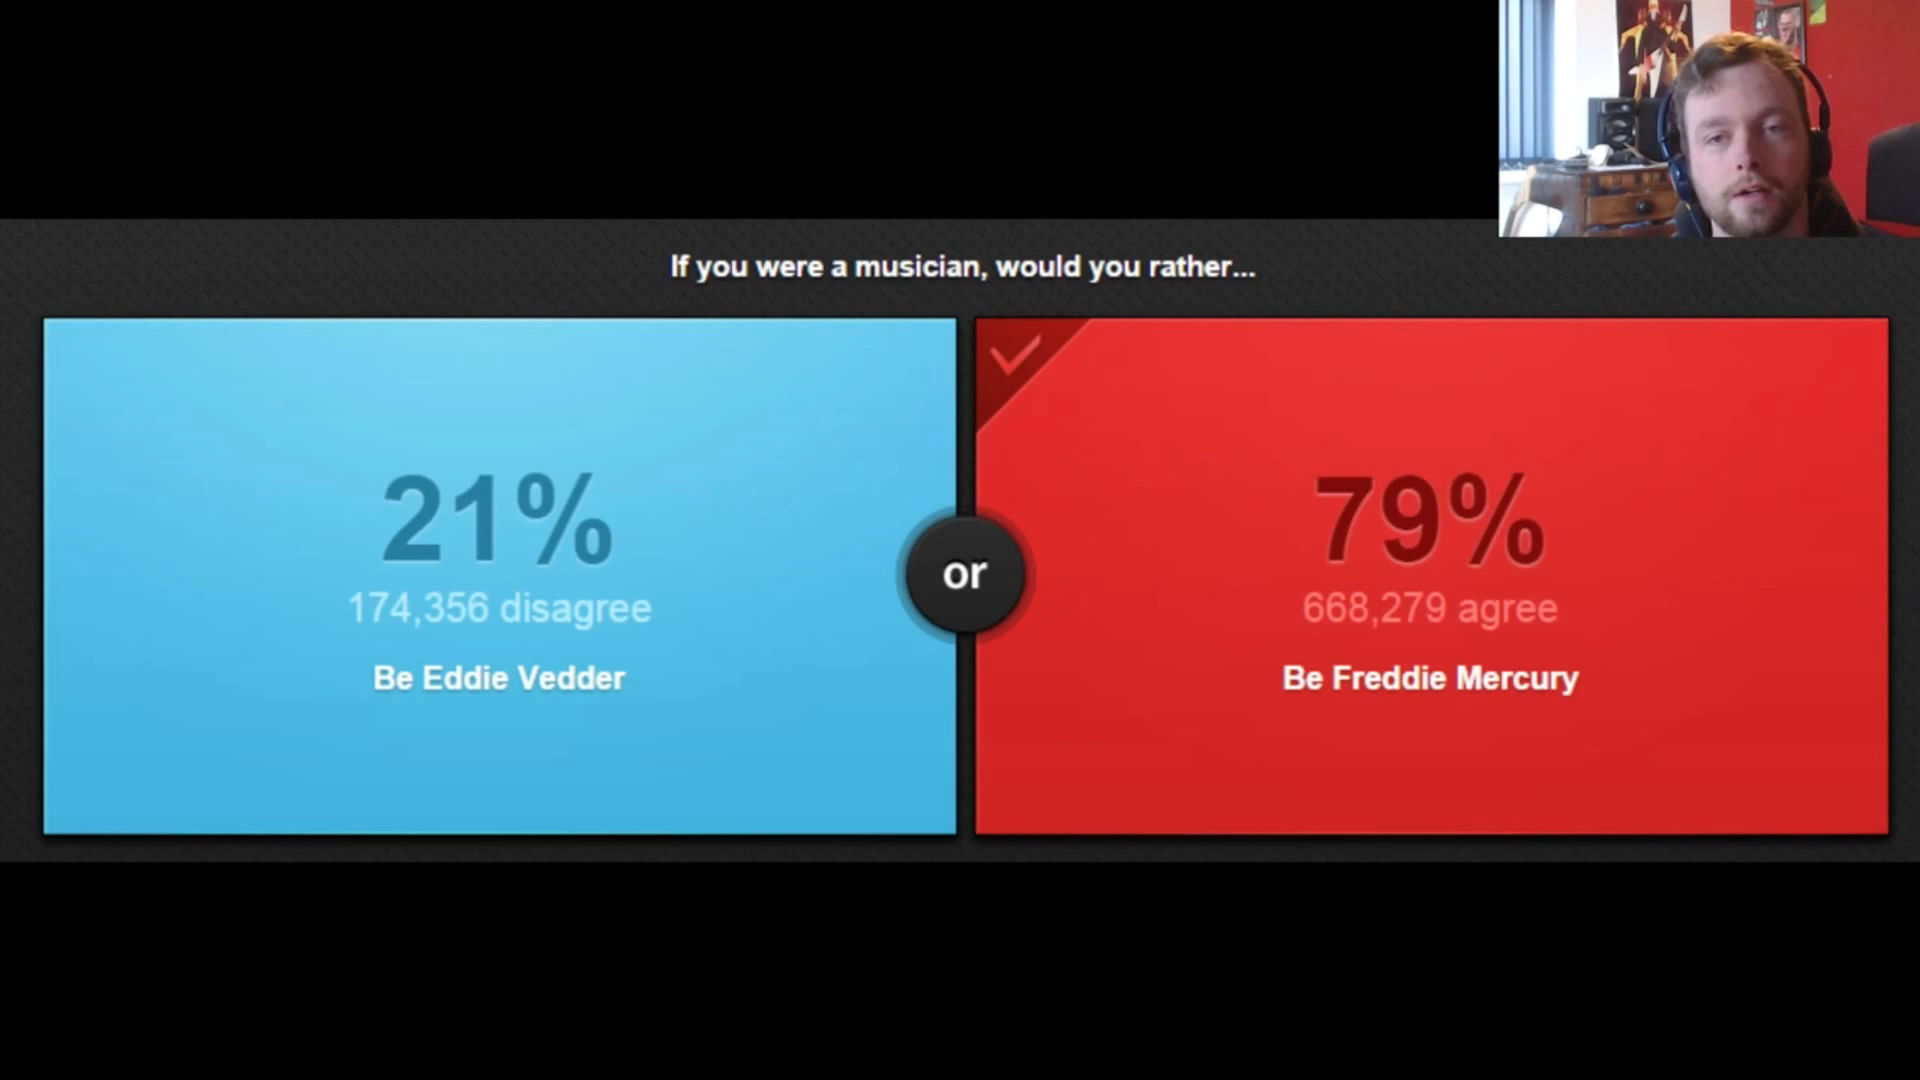 If you were a musician, would you rather...
21%
174,356 disagree
Be Eddie Vedder
or
79%
668,279 agree
Be Freddie Mercury